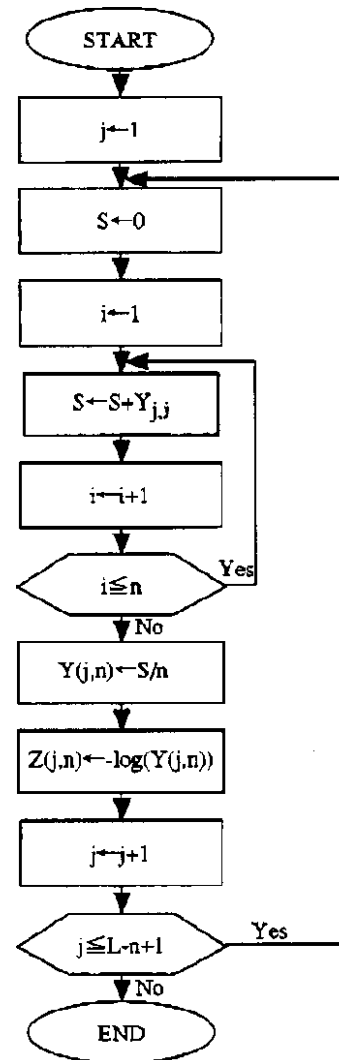 START
j←1
S←0
i←1
S←S+Yj,j
i←i+1
i≦n
Yes
No
Y(j,n)←S/n
Z(j,n)←-log(Y(j,n))
j←j+1
j≦L-n+1
Yes
No
END